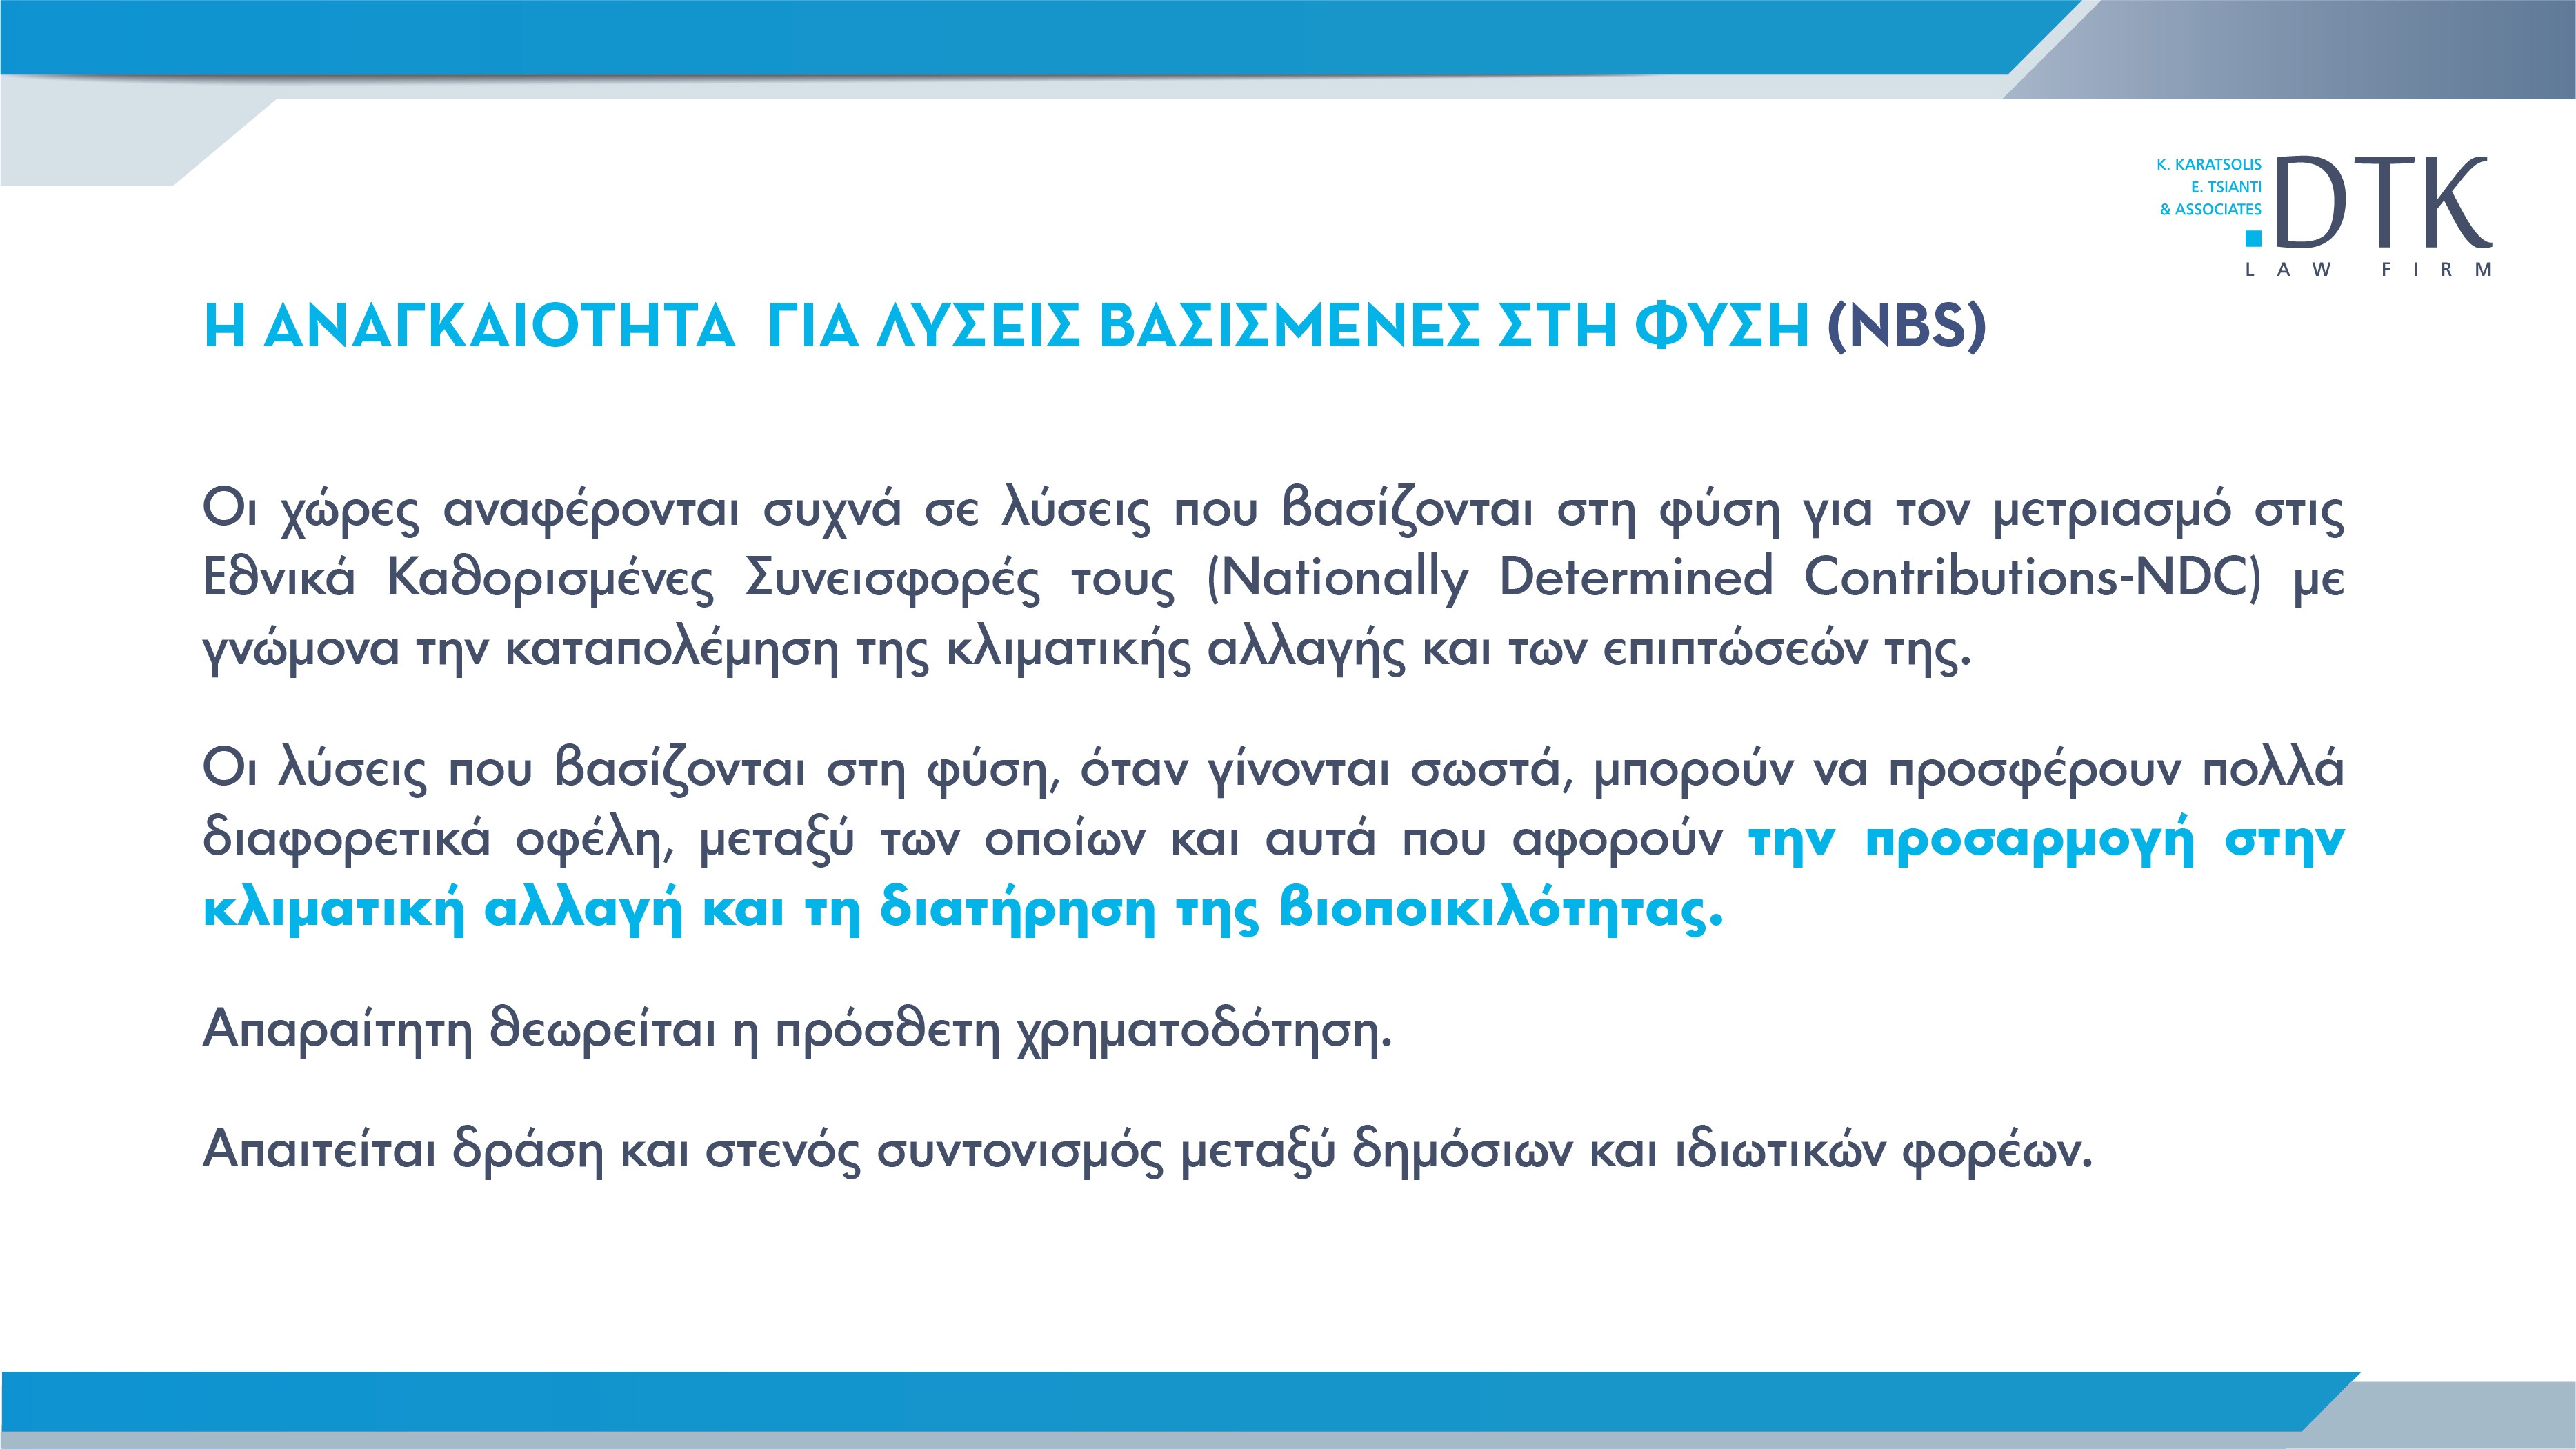 K. KARATSOLIS
E. TSIANTI
& ASSOCIATES
DTK
LAW FIRM
Η ΑΝΑΓΚΑΙΟΤΗΤΑ  ΓΙΑ ΛΥΣΕΙΣ ΒΑΣΙΣΜΕΝΕΣ ΣΤΗ ΦΥΣΗ (NBS)
Οι χώρες αναφέρονται συχνά σε λύσεις που βασίζονται στη φύση για τον μετριασμό στις
Εθνικά Καθορισμένες Συνεισφορές τους (Nationally Determined Contributions-NDC) με
γνώμονα την καταπολέμηση της κλιματικής αλλαγής και των επιπτώσεών της.
Οι λύσεις που βασίζονται στη φύση, όταν γίνονται σωστά, μπορούν να προσφέρουν πολλά
διαφορετικά οφέλη, μεταξύ των οποίων και αυτά που αφορούν την προσαρμογή στην
κλιματική αλλαγή και τη διατήρηση της βιοποικιλότητας.
Απαραίτητη θεωρείται η πρόσθετη χρηματοδότηση.
Απαιτείται δράση και στενός συντονισμός μεταξύ δημόσιων και ιδιωτικών φορέων.